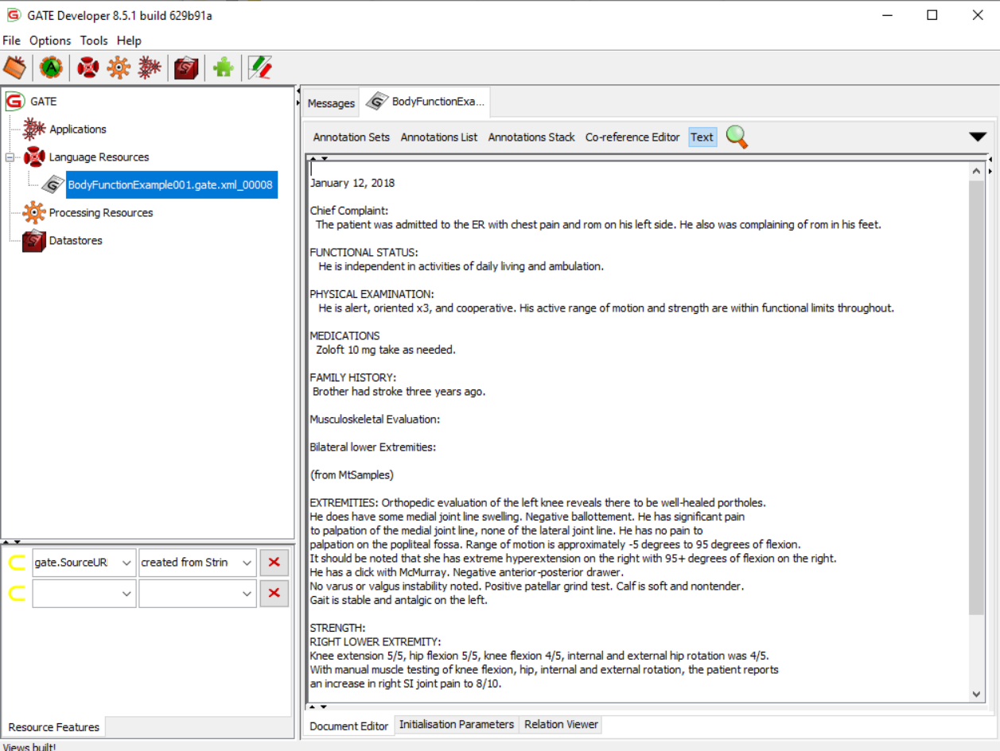 GATE Developer 8.5.1 build 629b91a
File Options Tools Help
GATE
Applications
Language Resources
BodyFunctionExample001.gate.xml_00008
Processing Resources
Datastores
gate.SourceUR created from Strin
Resource Features
Messages BodyFunctionExa...
Annotation Sets Annotations List Annotations Stack Co-reference Editor Text
January 12, 2018
Chief Complaint:
The patient was admitted to the ER with chest pain and rom on his left side. He also was complaining of rom in his feet.
FUNCTIONAL STATUS:
He is independent in activities of daily living and ambulation.
PHYSICAL EXAMINATION:
He is alert, oriented x3, and cooperative. His active range of motion and strength are within functional limits throughout.
MEDICATIONS
Zoloft 10 mg take as needed.
FAMILY HISTORY:
Brother had stroke three years ago.
Musculoskeletal Evaluation:
Bilateral lower Extremities:
(from MtSamples)
EXTREMITIES: Orthopedic evaluation of the left knee reveals there to be well-healed portholes.
He does have some medial joint line swelling. Negative ballottement. He has significant pain
to palpation of the medial joint line, none of the lateral joint line. He has no pain to
palpation on the popliteal fossa. Range of motion is approximately -5 degrees to 95 degrees of flexion.
It should be noted that she has extreme hyperextension on the right with 95+ degrees of flexion on the right.
He has a click with McMurray. Negative anterior-posterior drawer.
No varus or valgus instability noted. Positive patellar grind test. Calf is soft and nontender.
Gait is stable and antalgic on the left.
STRENGTH:
RIGHT LOWER EXTREMITY:
Knee extension 5/5, hip flexion 5/5, knee flexion 4/5, internal and external hip rotation was 4/5.
With manual muscle testing of knee flexion, hip, internal and external rotation, the patient reports
an increase in right SI joint pain to 8/10.
Document Editor Initialisation Parameters Relation Viewer
Views built!